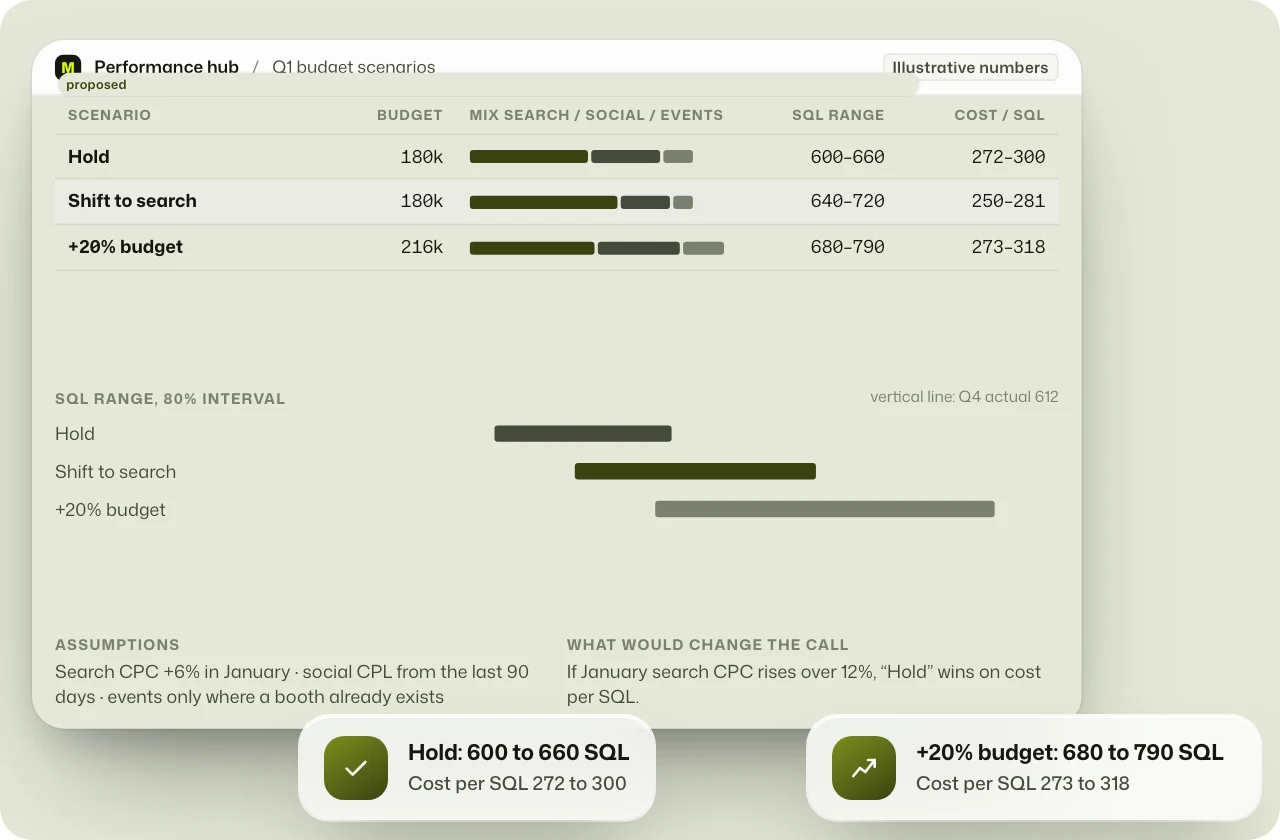 M Performance hub / Q1 budget scenarios Illustrative numbers
proposed
SCENARIO BUDGET MIX SEARCH / SOCIAL / EVENTS SQL RANGE COST / SQL
Hold 180k 600–660 272–300
Shift to search 180k 640–720 250–281
+20% budget 216k 680–790 273–318
SQL RANGE, 80% INTERVAL vertical line: Q4 actual 612
Hold
Shift to search
+20% budget
ASSUMPTIONS
Search CPC +6% in January · social CPL from the last 90
days · events only where a booth already exists
WHAT WOULD CHANGE THE CALL
If January search CPC rises over 12%, “Hold” wins on cost
per SQL.
Hold: 600 to 660 SQL
Cost per SQL 272 to 300
+20% budget: 680 to 790 SQL
Cost per SQL 273 to 318